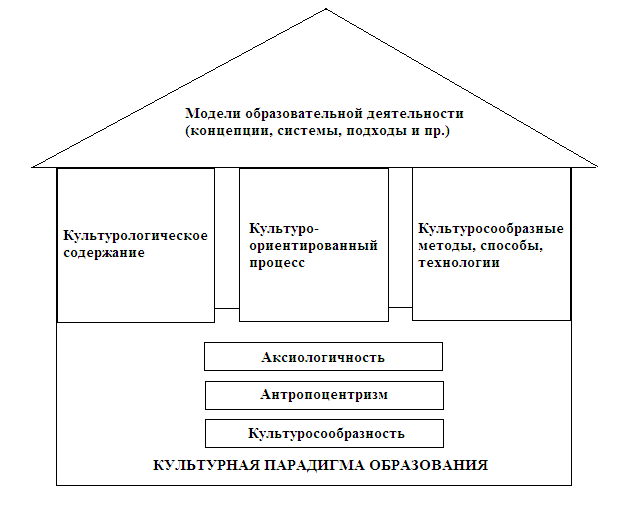 Модели образовательной деятельности
(концепции, системы, подходы и пр.)
Культурологическое
содержание
Культуро-
ориентированный
процесс
Культуросообразные
методы, способы,
технологии
Аксиологичность
Антропоцентризм
Культуросообразность
КУЛЬТУРНАЯ ПАРАДИГМА ОБРАЗОВАНИЯ